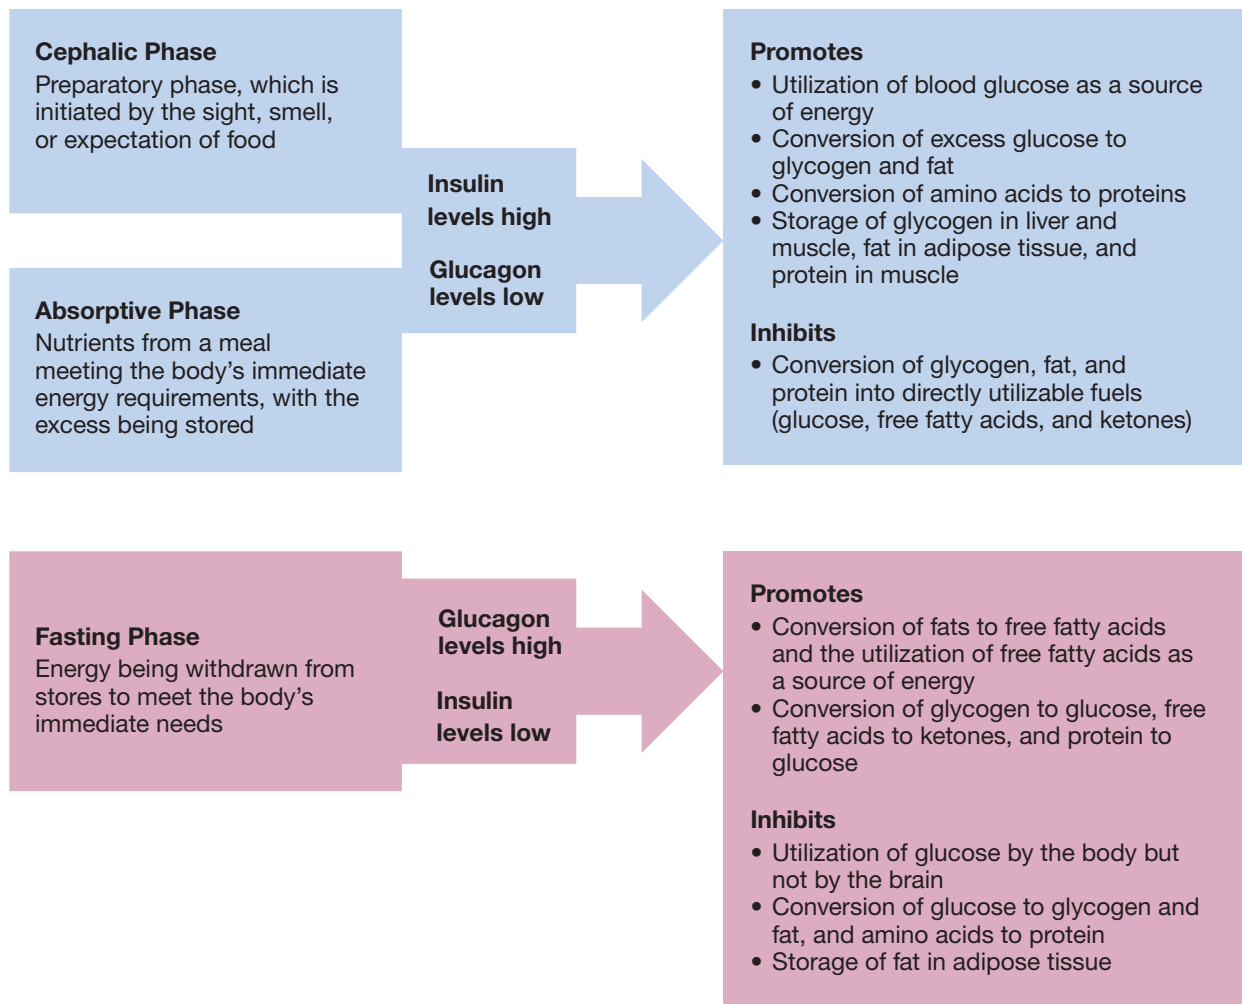 Cephalic Phase
Preparatory phase, which is
initiated by the sight, smell,
or expectation of food
Absorptive Phase
Nutrients from a meal
meeting the body's immediate
energy requirements, with the
excess being stored
Insulin
levels high
Glucagon
levels low
Promotes
• Utilization of blood glucose as a source
of energy
• Conversion of excess glucose to
glycogen and fat
• Conversion of amino acids to proteins
• Storage of glycogen in liver and
muscle, fat in adipose tissue, and
protein in muscle
Inhibits
• Conversion of glycogen, fat, and
protein into directly utilizable fuels
(glucose, free fatty acids, and ketones)
Fasting Phase
Energy being withdrawn from
stores to meet the body's
immediate needs
Glucagon
levels high
Insulin
levels low
Promotes
• Conversion of fats to free fatty acids
and the utilization of free fatty acids as
a source of energy
• Conversion of glycogen to glucose, free
fatty acids to ketones, and protein to
glucose
Inhibits
• Utilization of glucose by the body but
not by the brain
• Conversion of glucose to glycogen and
fat, and amino acids to protein
• Storage of fat in adipose tissue